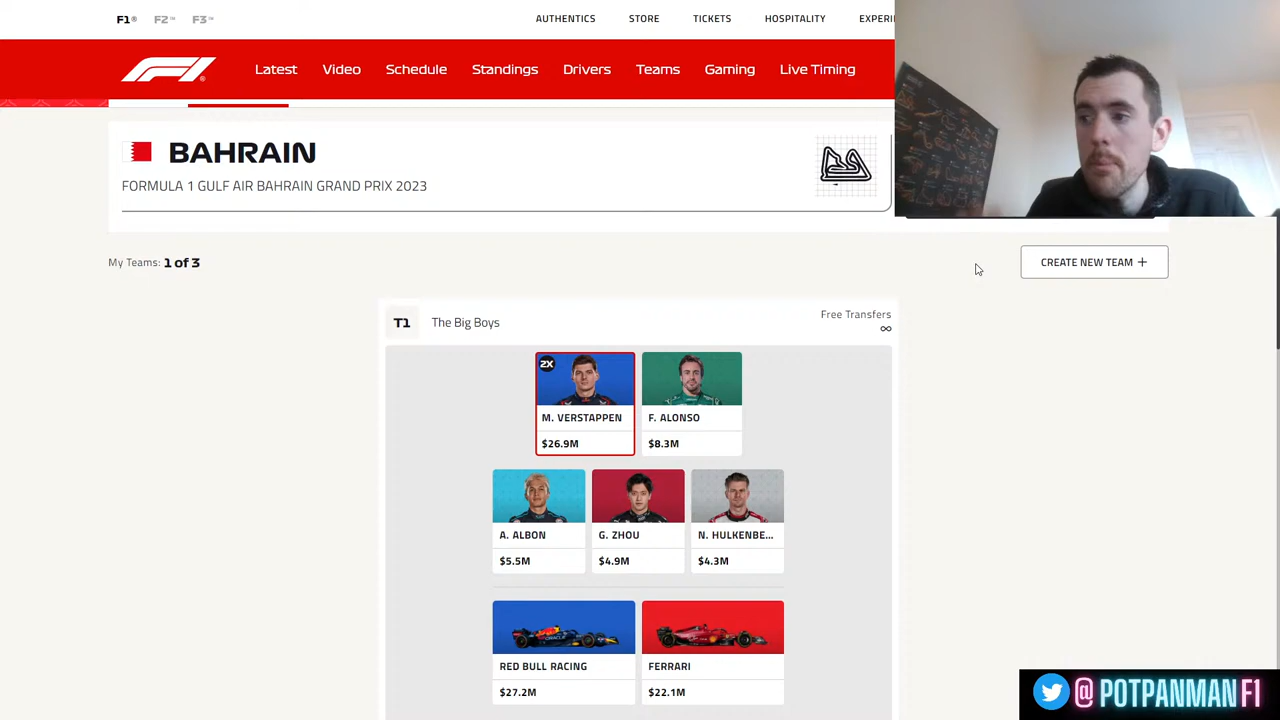 F1® F2™ F3™ AUTHENTICS STORE TICKETS HOSPITALITY EXPERI
F1® Latest Video Schedule Standings Drivers Teams Gaming Live Timing
BAHRAIN
FORMULA 1 GULF AIR BAHRAIN GRAND PRIX 2023
My Teams: 1 of 3
CREATE NEW TEAM +
T1 The Big Boys
Free Transfers
∞
2X
M. VERSTAPPEN F. ALONSO
$26.9M $8.3M
A. ALBON G. ZHOU N. HULKENBE...
$5.5M $4.9M $4.3M
RED BULL RACING FERRARI
$27.2M $22.1M
@ POTPANMAN F1